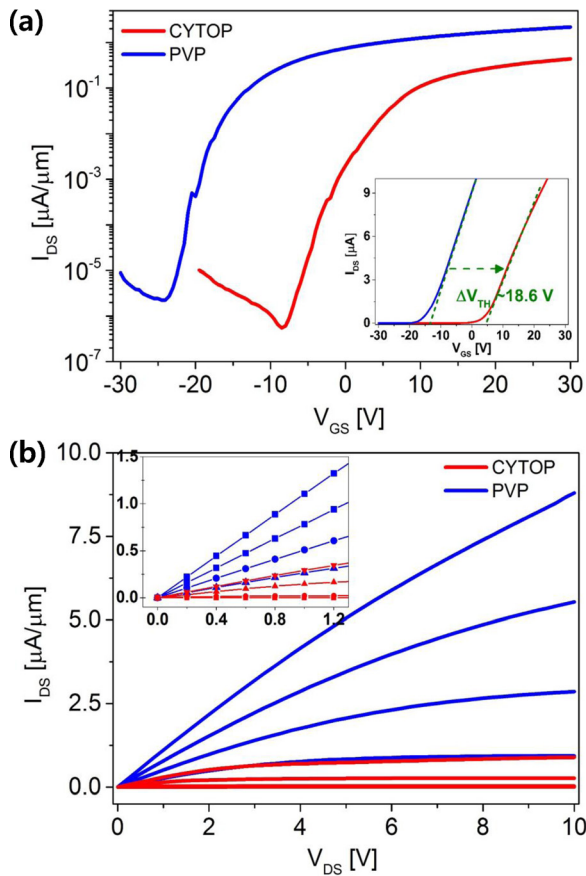 (a)
CYTOP
PVP
I_DS [μA/μm]
10^-1
10^-3
10^-5
10^-7
-30 -20 -10 0 10 20 30
V_GS [V]
9
6
3
0
I_DS [μA]
ΔV_TH ~18.6 V
-30 -20 -10 0 10 20 30
V_GS [V]
(b)
CYTOP
PVP
I_DS [μA/μm]
10.0
7.5
5.0
2.5
0.0
0 2 4 6 8 10
V_DS [V]
1.5
1.0
0.5
0.0
0.0 0.4 0.8 1.2